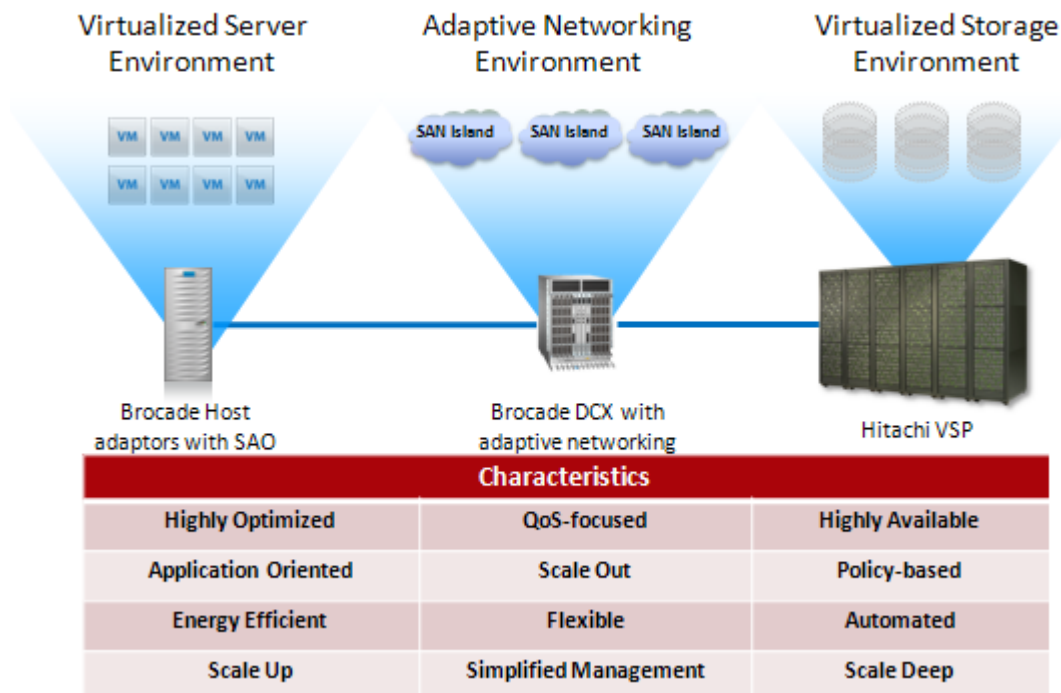 Virtualized Server
Environment
Adaptive Networking
Environment
Virtualized Storage
Environment
VM VM VM VM
VM VM VM VM
SAN Island SAN Island SAN Island
Brocade Host
adaptors with SAO
Brocade DCX with
adaptive networking
Hitachi VSP
Characteristics
Highly Optimized QoS-focused Highly Available
Application Oriented Scale Out Policy-based
Energy Efficient Flexible Automated
Scale Up Simplified Management Scale Deep